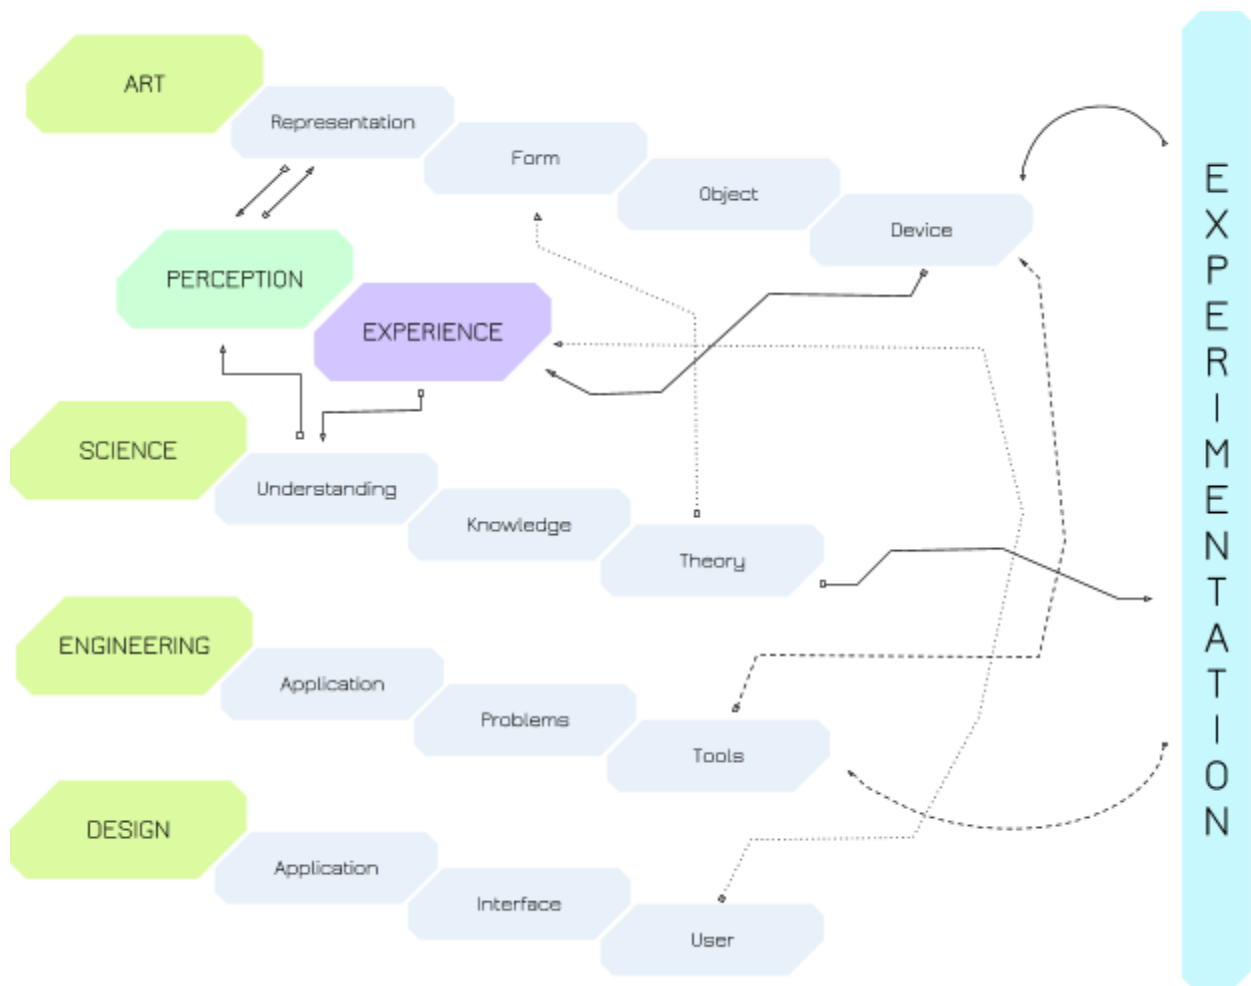 ART
Representation
Form
Object
Device
PERCEPTION
EXPERIENCE
SCIENCE
Understanding
Knowledge
Theory
ENGINEERING
Application
Problems
Tools
DESIGN
Application
Interface
User
EXPERIMENTATION